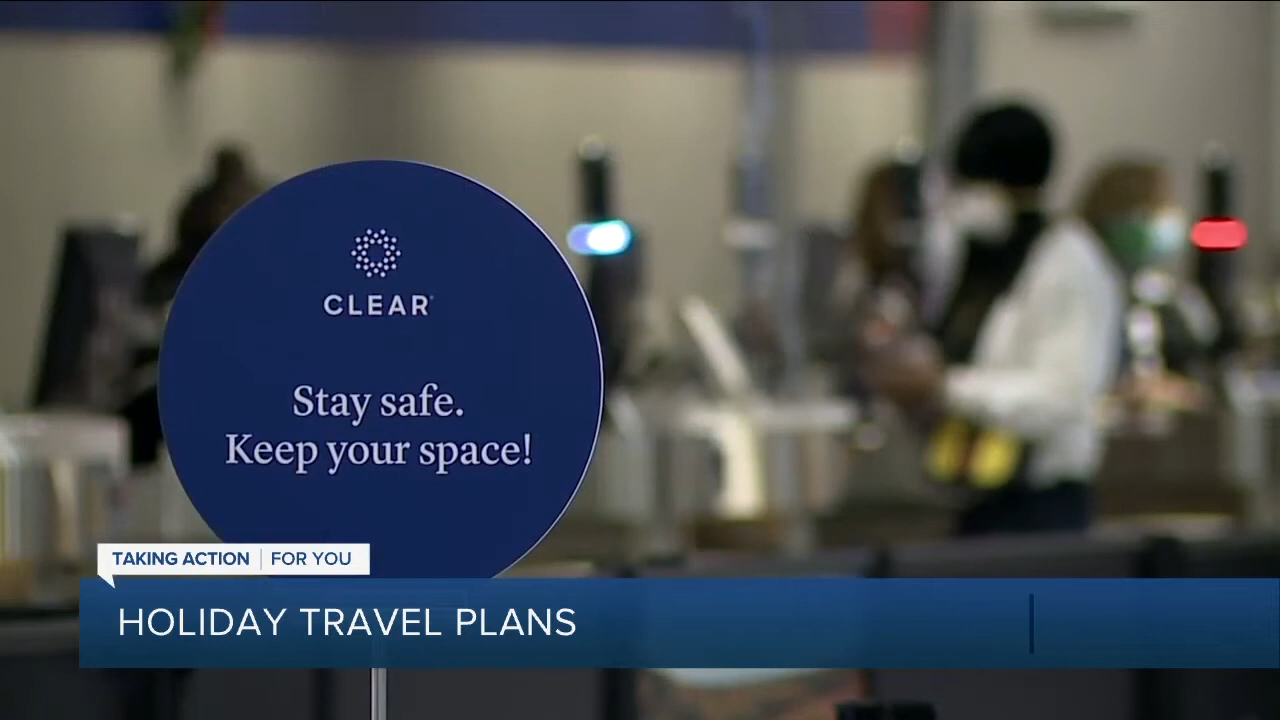 CLEAR
Stay safe.
Keep your space!
TAKING ACTION FOR YOU
HOLIDAY TRAVEL PLANS